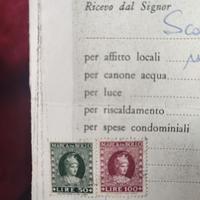 Ricevo dal Signor
per affitto locali
per canone acqua
per luce
per riscaldamento
per spese condominiali
MARCA DA BOLLO MARCA DA BOLLO
LIRE 50 LIRE 100